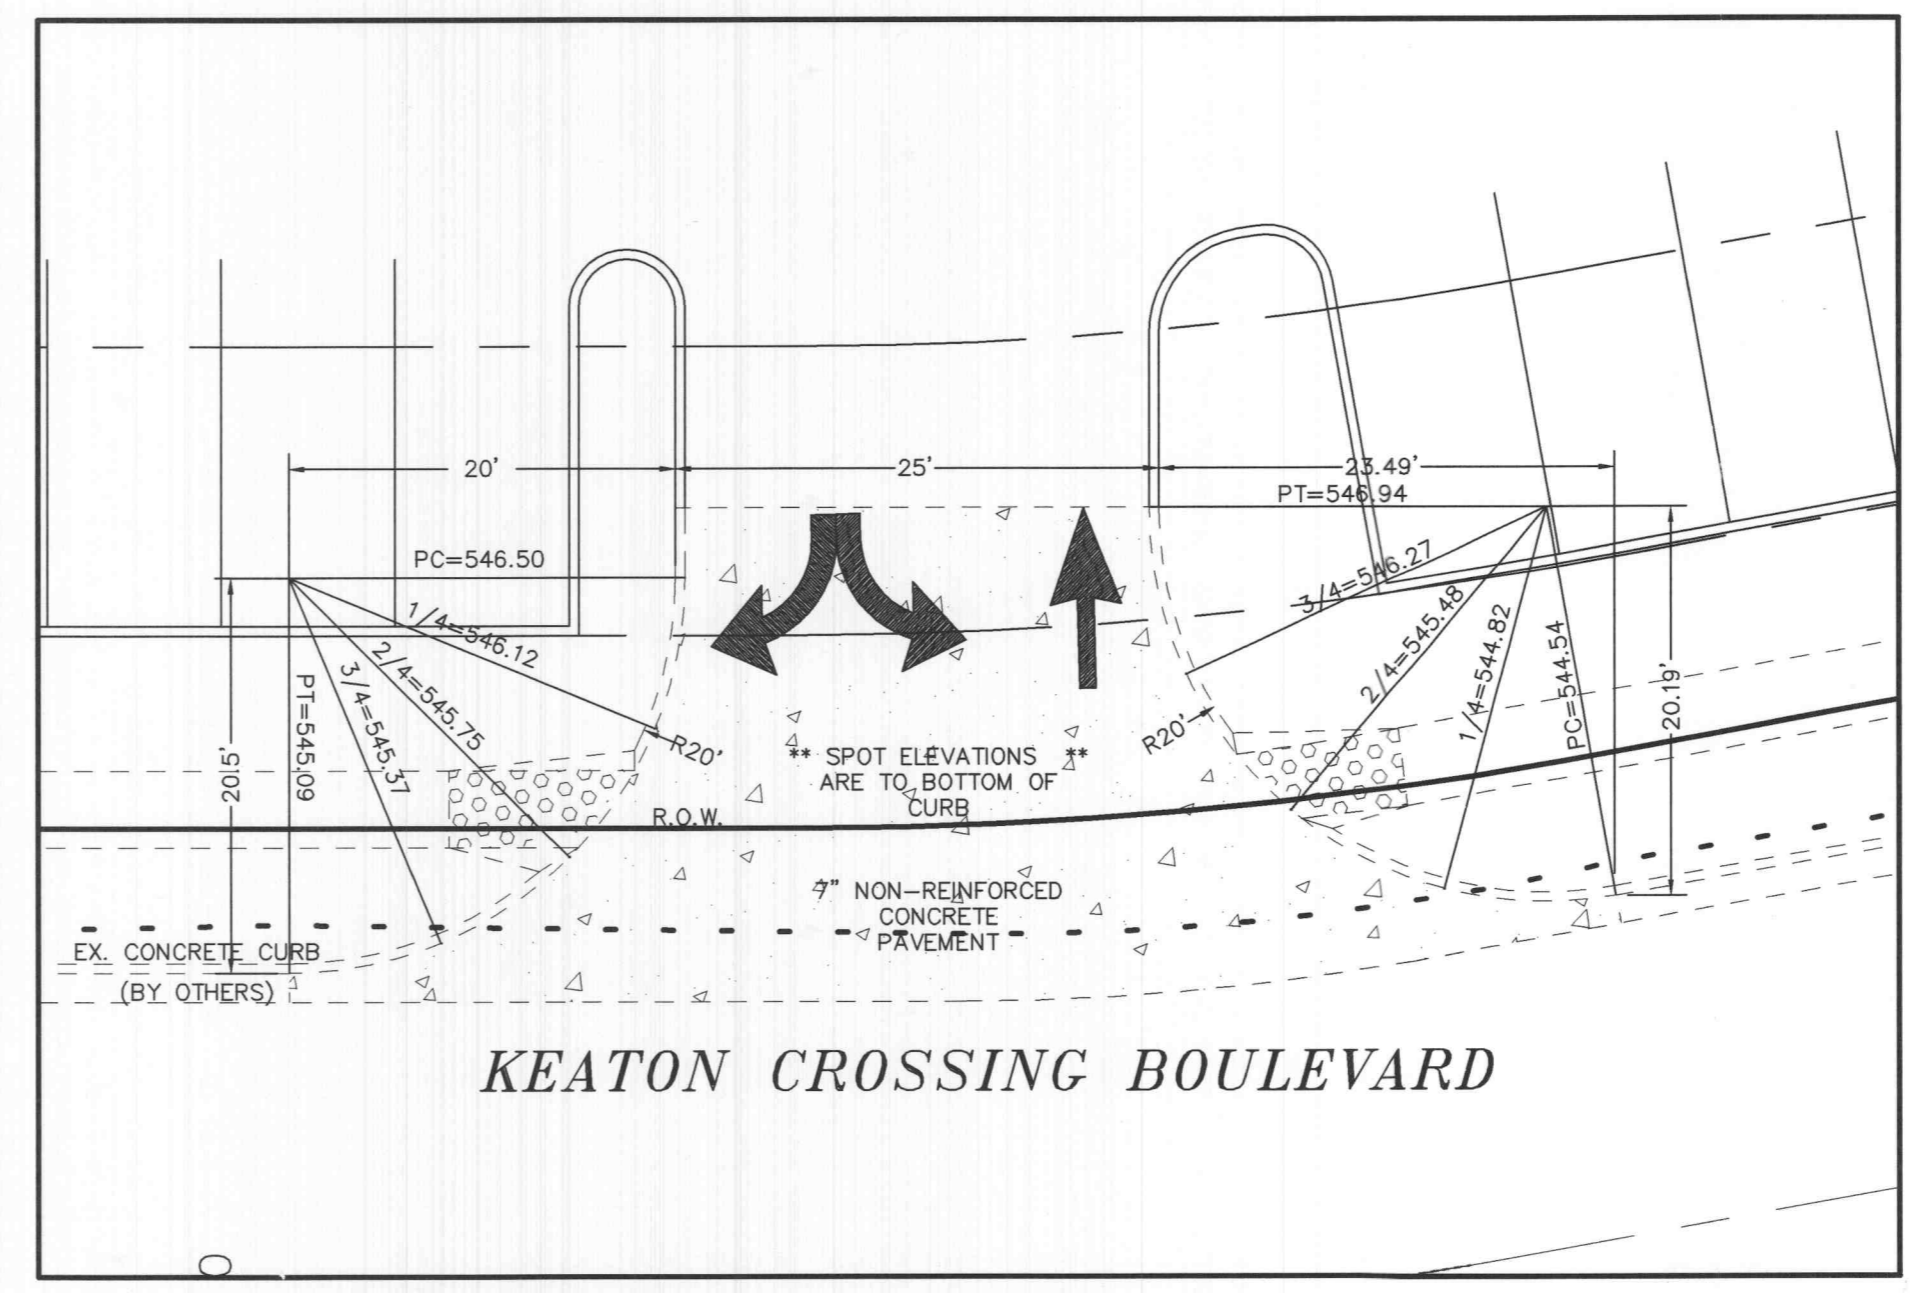 20'
25'
23.49'
PT=546.94
PC=546.50
3/4=546.27
1/4=546.12
2/4=545.48
2/4=545.75
1/4=544.82
3/4=545.37
PC=544.54
PT=545.09
20.5'
20.19'
R20'
R20'
** SPOT ELEVATIONS **
ARE TO BOTTOM OF
CURB
R.O.W.
7" NON-REINFORCED
CONCRETE
PAVEMENT
EX. CONCRETE CURB
(BY OTHERS)
KEATON CROSSING BOULEVARD